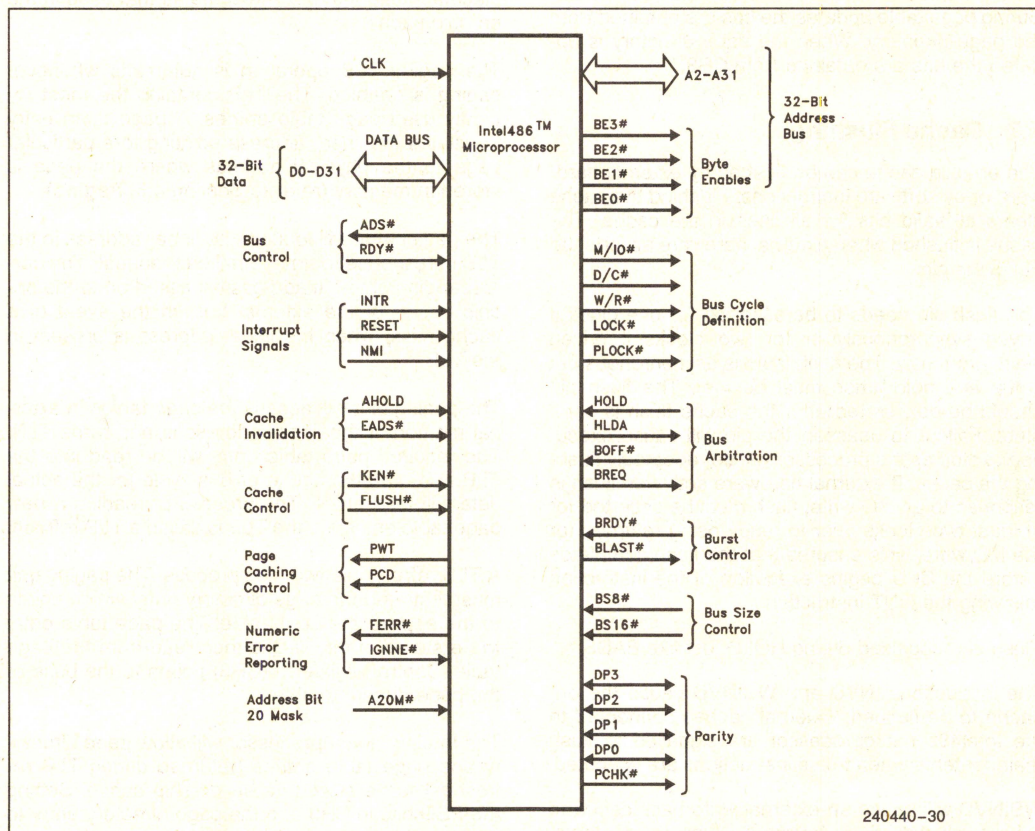 CLK
Intel486™
Microprocessor
DATA BUS
32-Bit
Data
D0-D31
Bus
Control
ADS#
RDY#
Interrupt
Signals
INTR
RESET
NMI
Cache
Invalidation
AHOLD
EADS#
Cache
Control
KEN#
FLUSH#
Page
Caching
Control
PWT
PCD
Numeric
Error
Reporting
FERR#
IGNNE#
Address Bit
20 Mask
A20M#
A2-A31
32-Bit
Address
Bus
BE3#
BE2#
BE1#
BE0#
Byte
Enables
M/IO#
D/C#
W/R#
LOCK#
PLOCK#
Bus Cycle
Definition
HOLD
HLDA
BOFF#
BREQ
Bus
Arbitration
BRDY#
BLAST#
Burst
Control
BS8#
BS16#
Bus Size
Control
DP3
DP2
DP1
DP0
PCHK#
Parity
240440-30